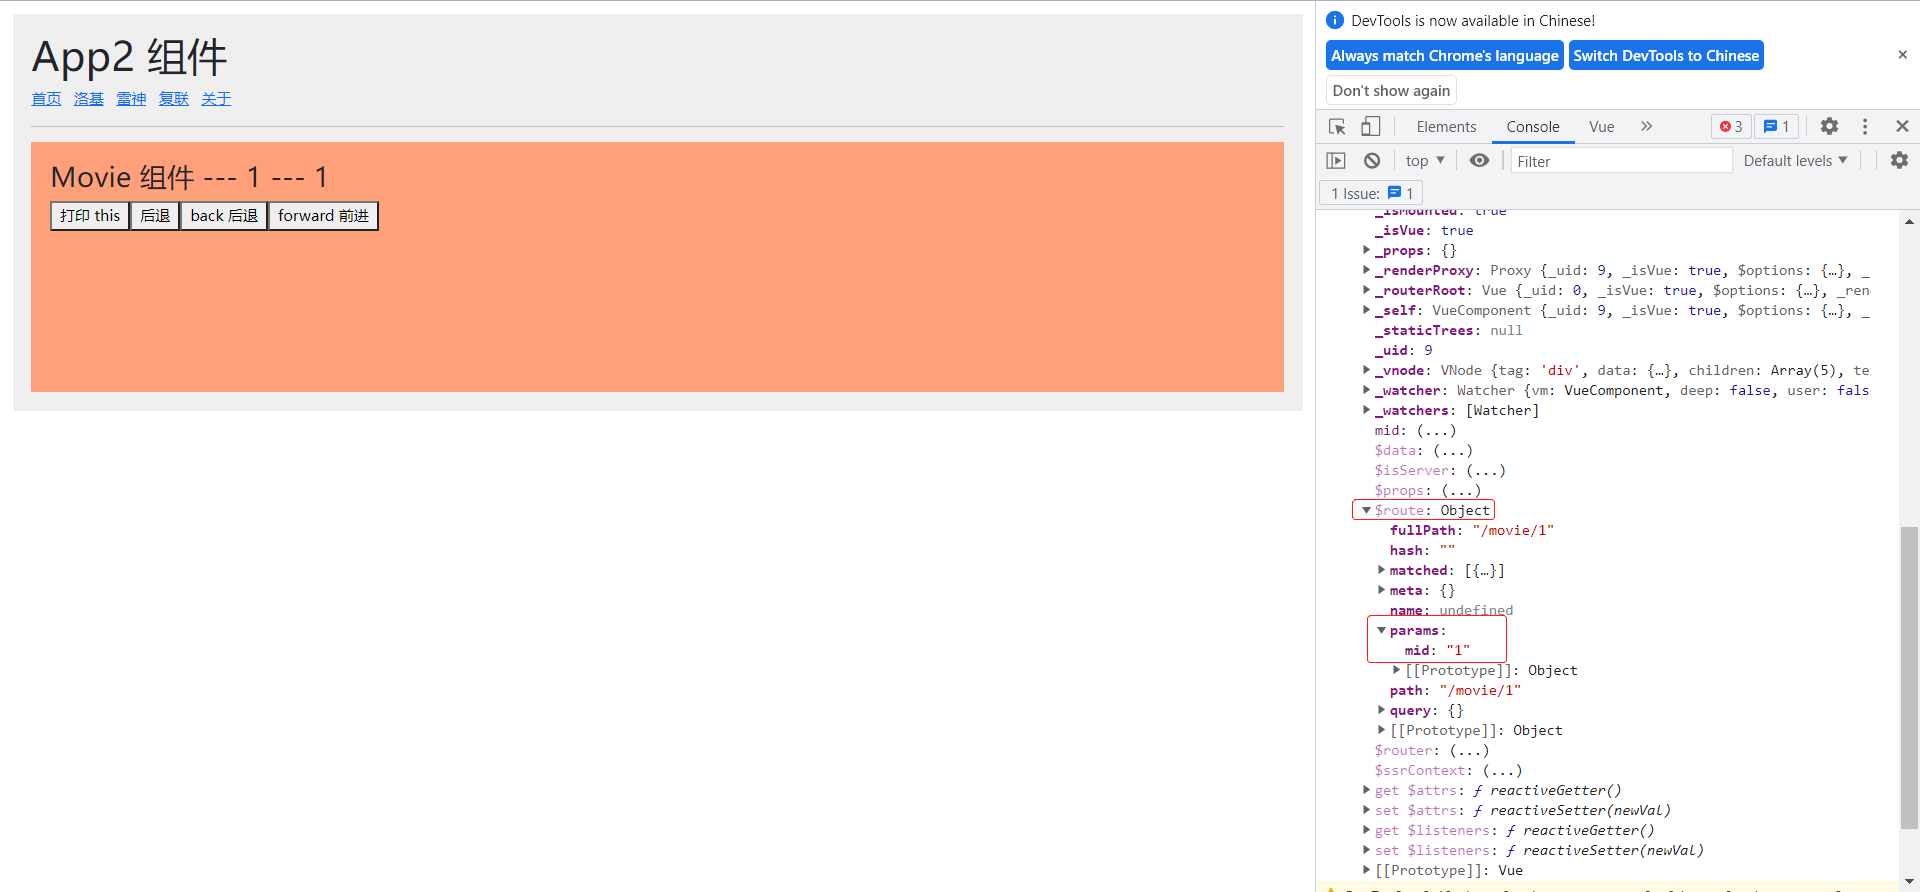 App2 组件
首页 洛基 雷神 复联 关于
Movie 组件 --- 1 --- 1
打印 this 后退 back 后退 forward 前进
DevTools is now available in Chinese!
Always match Chrome's language Switch DevTools to Chinese
Don't show again
Elements Console Vue 3 1
top Filter Default levels
1 Issue: 1
_isMounted: true
_isVue: true
_props: {}
_renderProxy: Proxy {_uid: 9, _isVue: true, $options: {…}, _
_routerRoot: Vue {_uid: 0, _isVue: true, $options: {…}, _ren
_self: VueComponent {_uid: 9, _isVue: true, $options: {…}, _
_staticTrees: null
_uid: 9
_vnode: VNode {tag: 'div', data: {…}, children: Array(5), te
_watcher: Watcher {vm: VueComponent, deep: false, user: fals
_watchers: [Watcher]
mid: (...)
$data: (...)
$isServer: (...)
$props: (...)
$route: Object
fullPath: "/movie/1"
hash: ""
matched: [{…}]
meta: {}
name: undefined
params:
mid: "1"
[[Prototype]]: Object
path: "/movie/1"
query: {}
[[Prototype]]: Object
$router: (...)
$ssrContext: (...)
get $attrs: ƒ reactiveGetter()
set $attrs: ƒ reactiveSetter(newVal)
get $listeners: ƒ reactiveGetter()
set $listeners: ƒ reactiveSetter(newVal)
[[Prototype]]: Vue